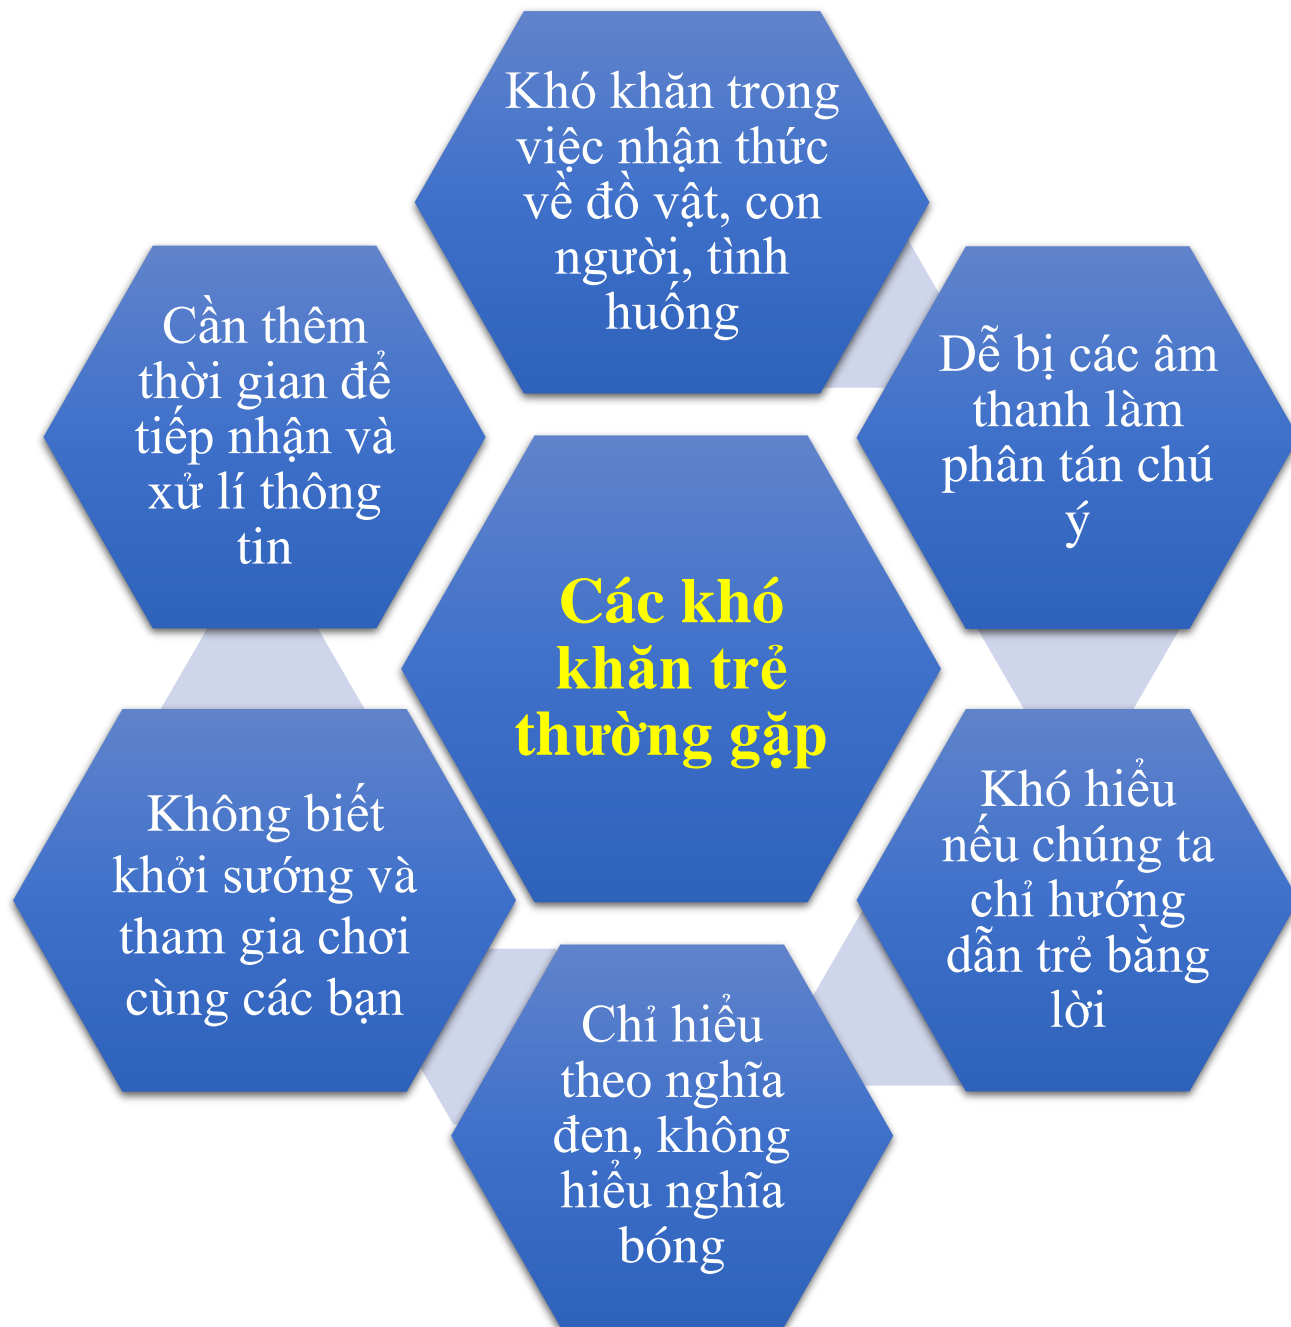 Khó khăn trong
việc nhận thức
về đồ vật, con
người, tình
huống
Dễ bị các âm
thanh làm
phân tán chú
ý
Khó hiểu
nếu chúng ta
chỉ hướng
dẫn trẻ bằng
lời
Chỉ hiểu
theo nghĩa
đen, không
hiểu nghĩa
bóng
Không biết
khởi sướng và
tham gia chơi
cùng các bạn
Cần thêm
thời gian để
tiếp nhận và
xử lí thông
tin
Các khó
khăn trẻ
thường gặp